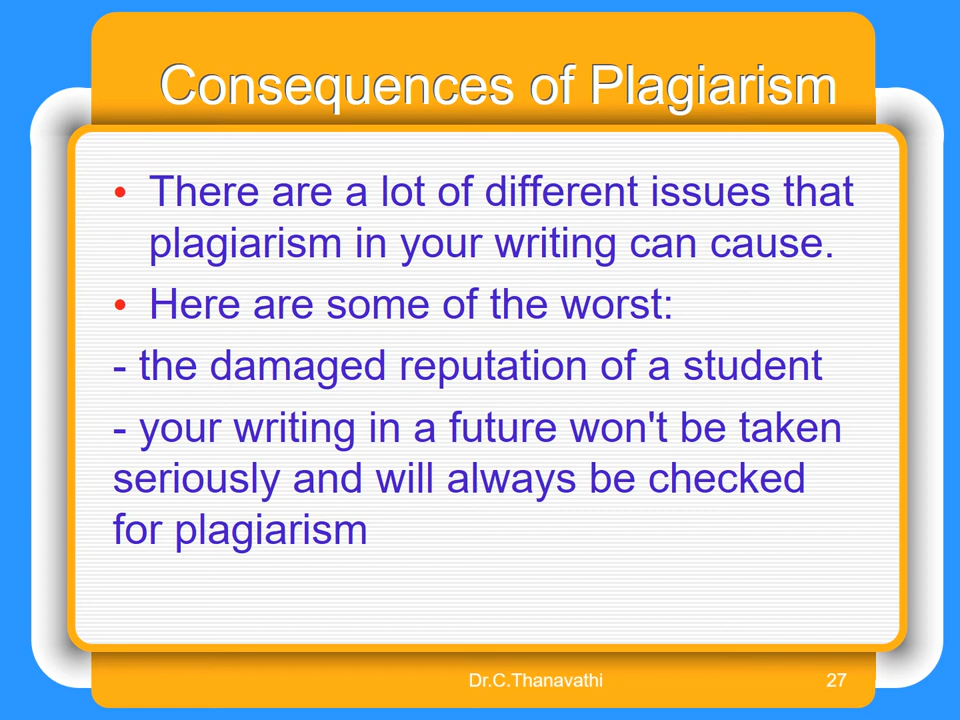 Consequences of Plagiarism
• There are a lot of different issues that
plagiarism in your writing can cause.
• Here are some of the worst:
- the damaged reputation of a student
- your writing in a future won't be taken
seriously and will always be checked
for plagiarism
Dr.C.Thanavathi
27